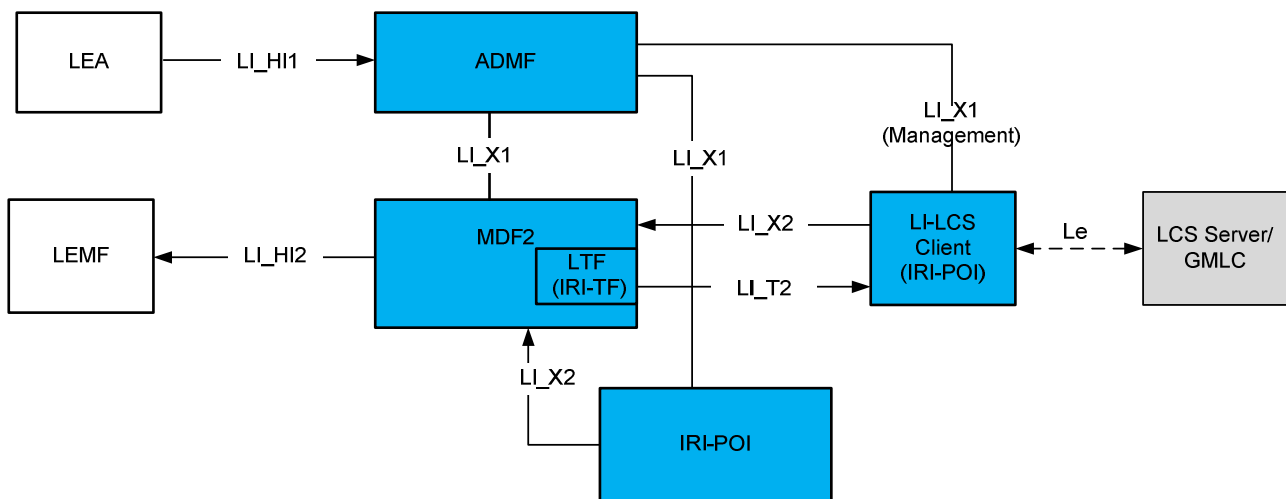 LEA
LI_HI1
ADMF
LI_X1
LI_X1
LI_X1
(Management)
LEMF
LI_HI2
MDF2
LTF
(IRI-TF)
LI_X2
LI_T2
LI-LCS
Client
(IRI-POI)
Le
LCS Server/
GMLC
LI_X2
IRI-POI